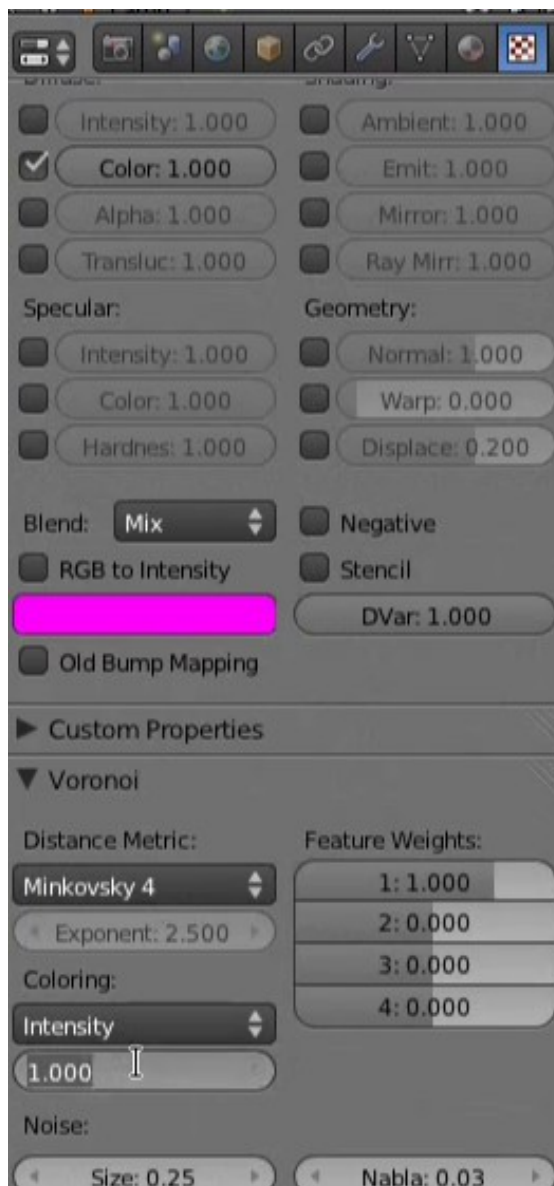 Intensity: 1.000
Ambient: 1.000
Color: 1.000
Emit: 1.000
Alpha: 1.000
Mirror: 1.000
Transluc: 1.000
Ray Mirr: 1.000
Specular:
Geometry:
Intensity: 1.000
Normal: 1.000
Color: 1.000
Warp: 0.000
Hardnes: 1.000
Displace: 0.200
Blend: Mix
Negative
RGB to Intensity
Stencil
DVar: 1.000
Old Bump Mapping
Custom Properties
Voronoi
Distance Metric:
Feature Weights:
Minkovsky 4
1: 1.000
Exponent: 2.500
2: 0.000
Coloring:
3: 0.000
Intensity
4: 0.000
1.000
Noise:
Size: 0.25
Nabla: 0.03